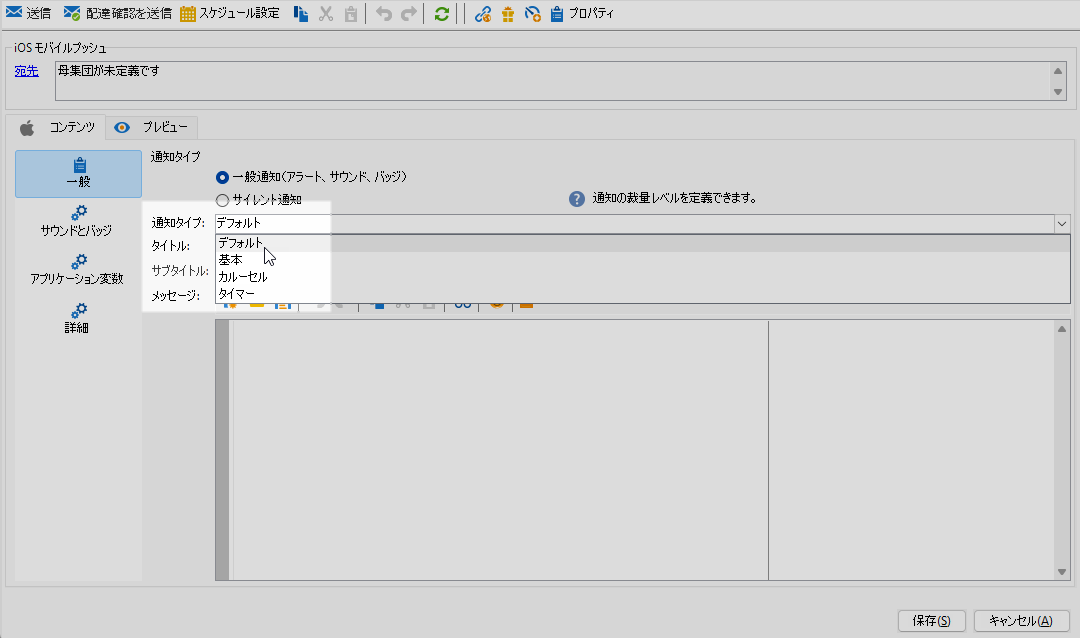 送信 配達確認を送信 スケジュール設定 プロパティ
iOS モバイルプッシュ
宛先 母集団が未定義です
コンテンツ プレビュー
一般
サウンドとバッジ
アプリケーション変数
詳細
通知タイプ
一般通知(アラート、サウンド、バッジ)
サイレント通知 ? 通知の裁量レベルを定義できます。
通知タイプ: デフォルト
タイトル: デフォルト
基本
サブタイトル: カルーセル
メッセージ: タイマー
保存(S) キャンセル(A)